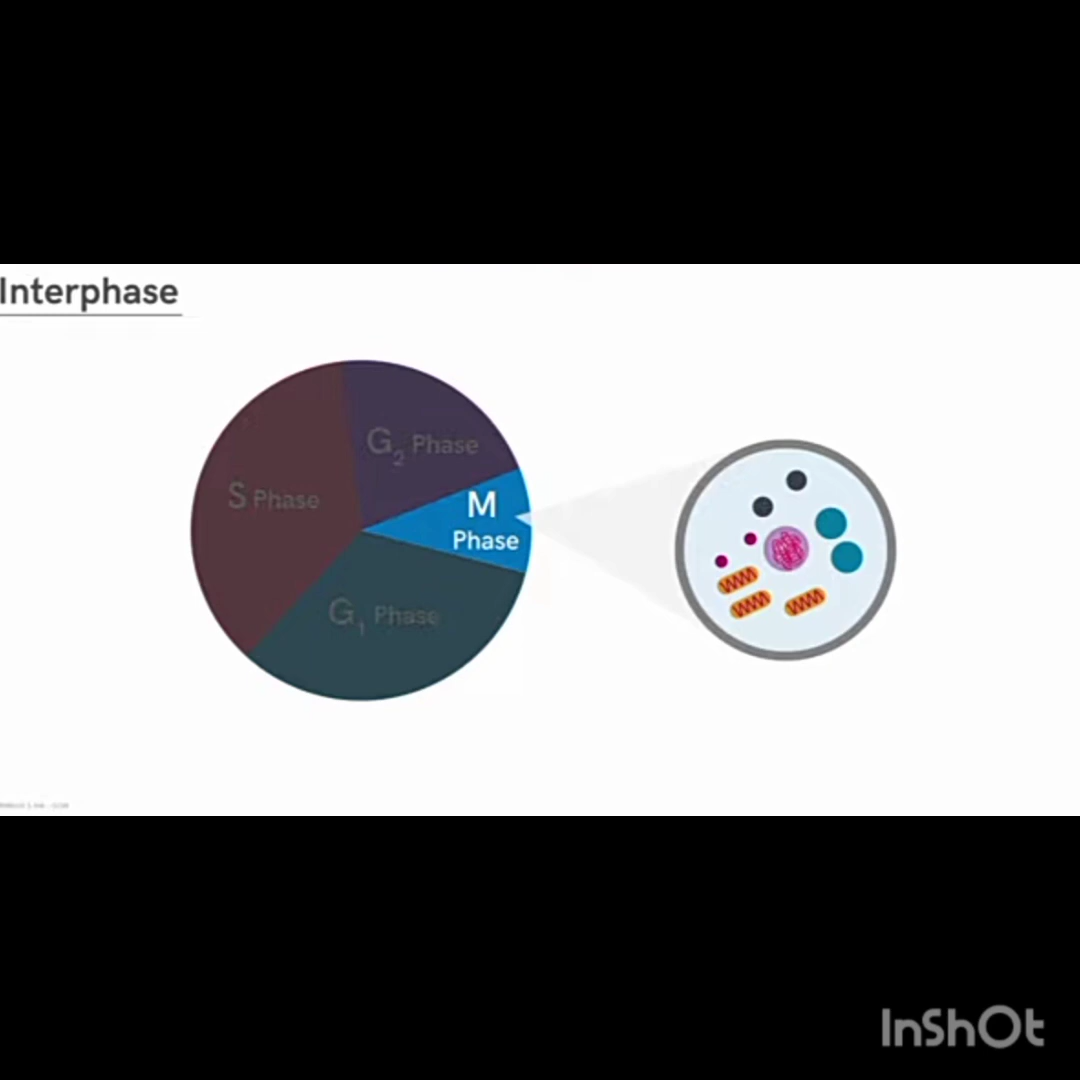 Interphase
G2 Phase
S Phase
M
Phase
G1 Phase
InShOt